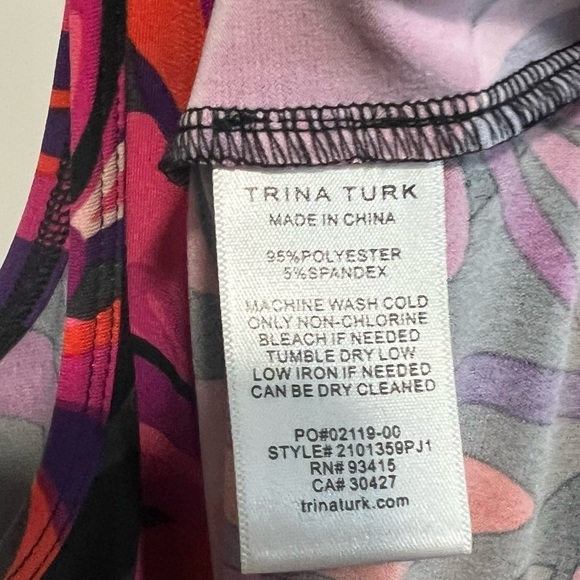 TRINA TURK
MADE IN CHINA
95%POLYESTER
5%SPANDEX
MACHINE WASH COLD
ONLY NON-CHLORINE
BLEACH IF NEEDED
TUMBLE DRY LOW
LOW IRON IF NEEDED
CAN BE DRY CLEANED
PO#02119-00
STYLE# 2101359PJ1
RN# 93415
CA# 30427
trinaturk.com